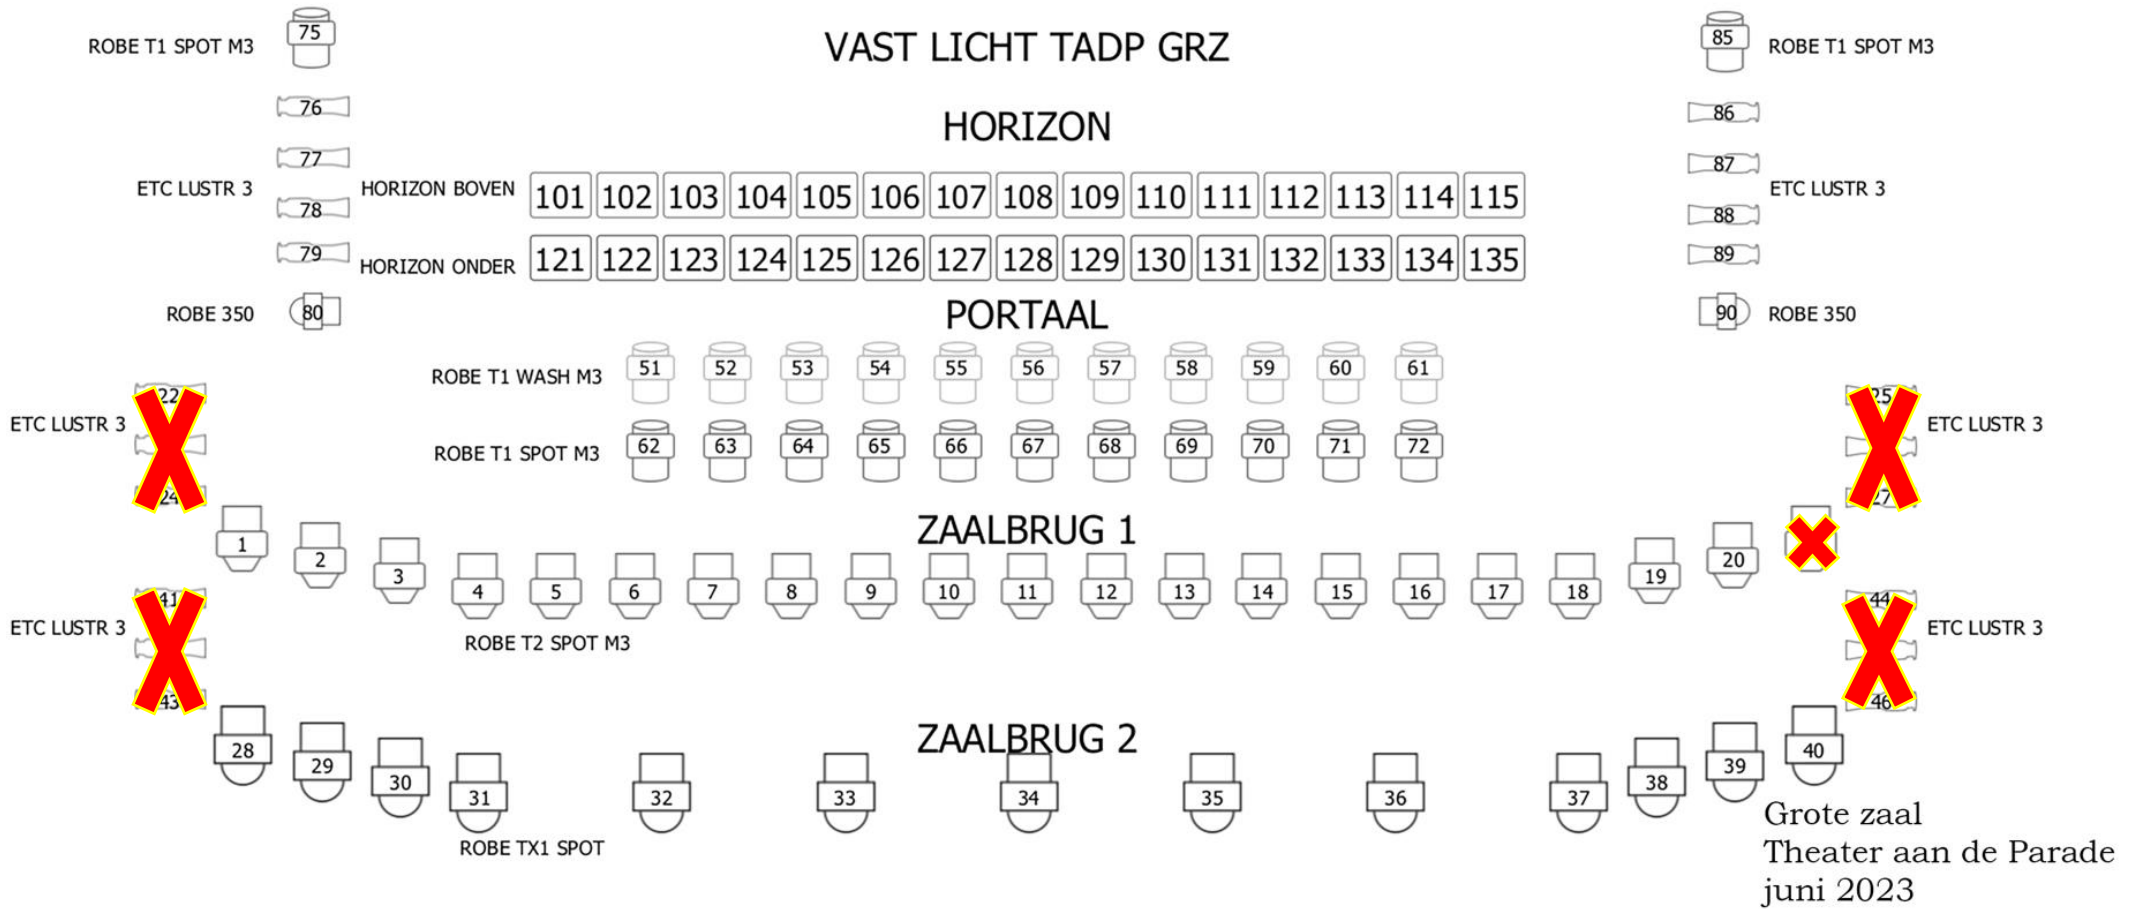 VAST LICHT TADP GRZ
ROBE T1 SPOT M3 75
85 ROBE T1 SPOT M3
76
86
HORIZON
77
87
ETC LUSTR 3
78
88
ETC LUSTR 3
79
89
HORIZON BOVEN 101 102 103 104 105 106 107 108 109 110 111 112 113 114 115
HORIZON ONDER 121 122 123 124 125 126 127 128 129 130 131 132 133 134 135
ROBE 350 80
90 ROBE 350
PORTAAL
ROBE T1 WASH M3 51 52 53 54 55 56 57 58 59 60 61
ROBE T1 SPOT M3 62 63 64 65 66 67 68 69 70 71 72
22
ETC LUSTR 3
24
25
ETC LUSTR 3
27
ZAALBRUG 1
1 2 3 4 5 6 7 8 9 10 11 12 13 14 15 16 17 18 19 20
ROBE T2 SPOT M3
41
ETC LUSTR 3
43
44
ETC LUSTR 3
46
ZAALBRUG 2
28 29 30 31 32 33 34 35 36 37 38 39 40
ROBE TX1 SPOT
Grote zaal
Theater aan de Parade
juni 2023